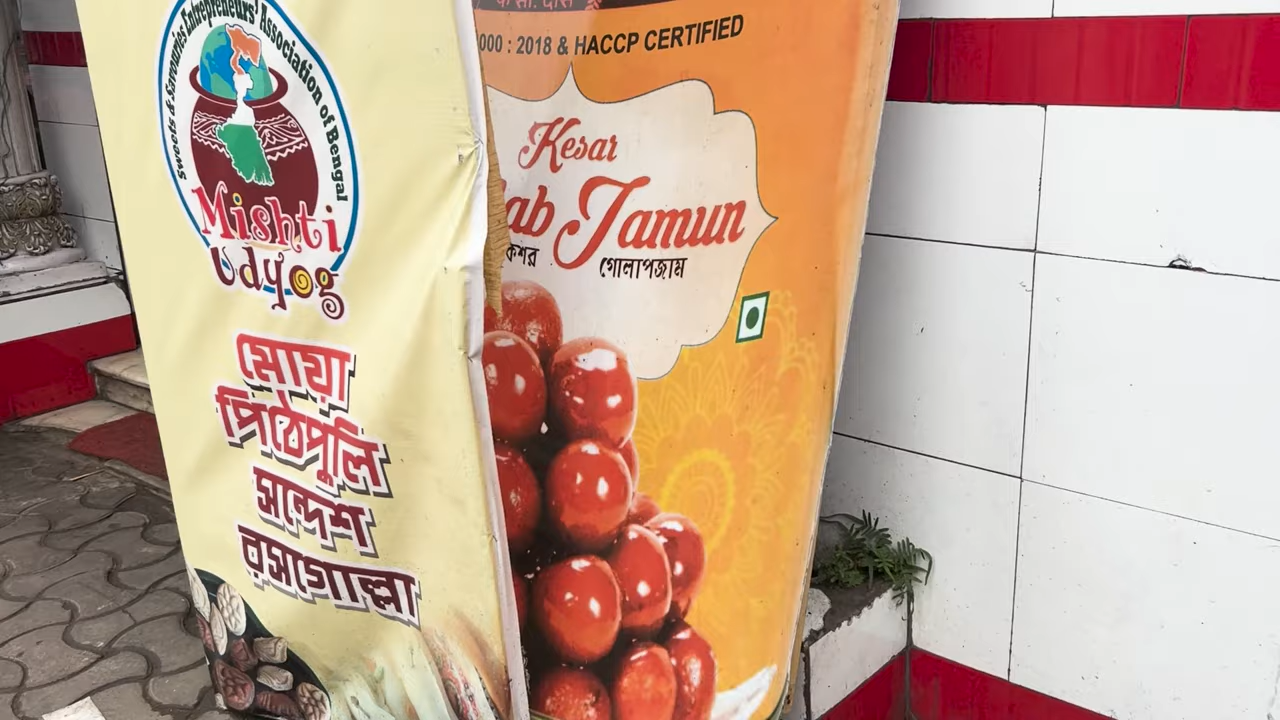 Sweets & Savouries Entrepreneurs' Association of Bengal
Mishti
Udyog
মোয়া
পিঠেপুলি
সন্দেশ
রসগোল্লা
000 : 2018 & HACCP CERTIFIED
Kesar
ab Jamun
কেশর গোলাপজাম